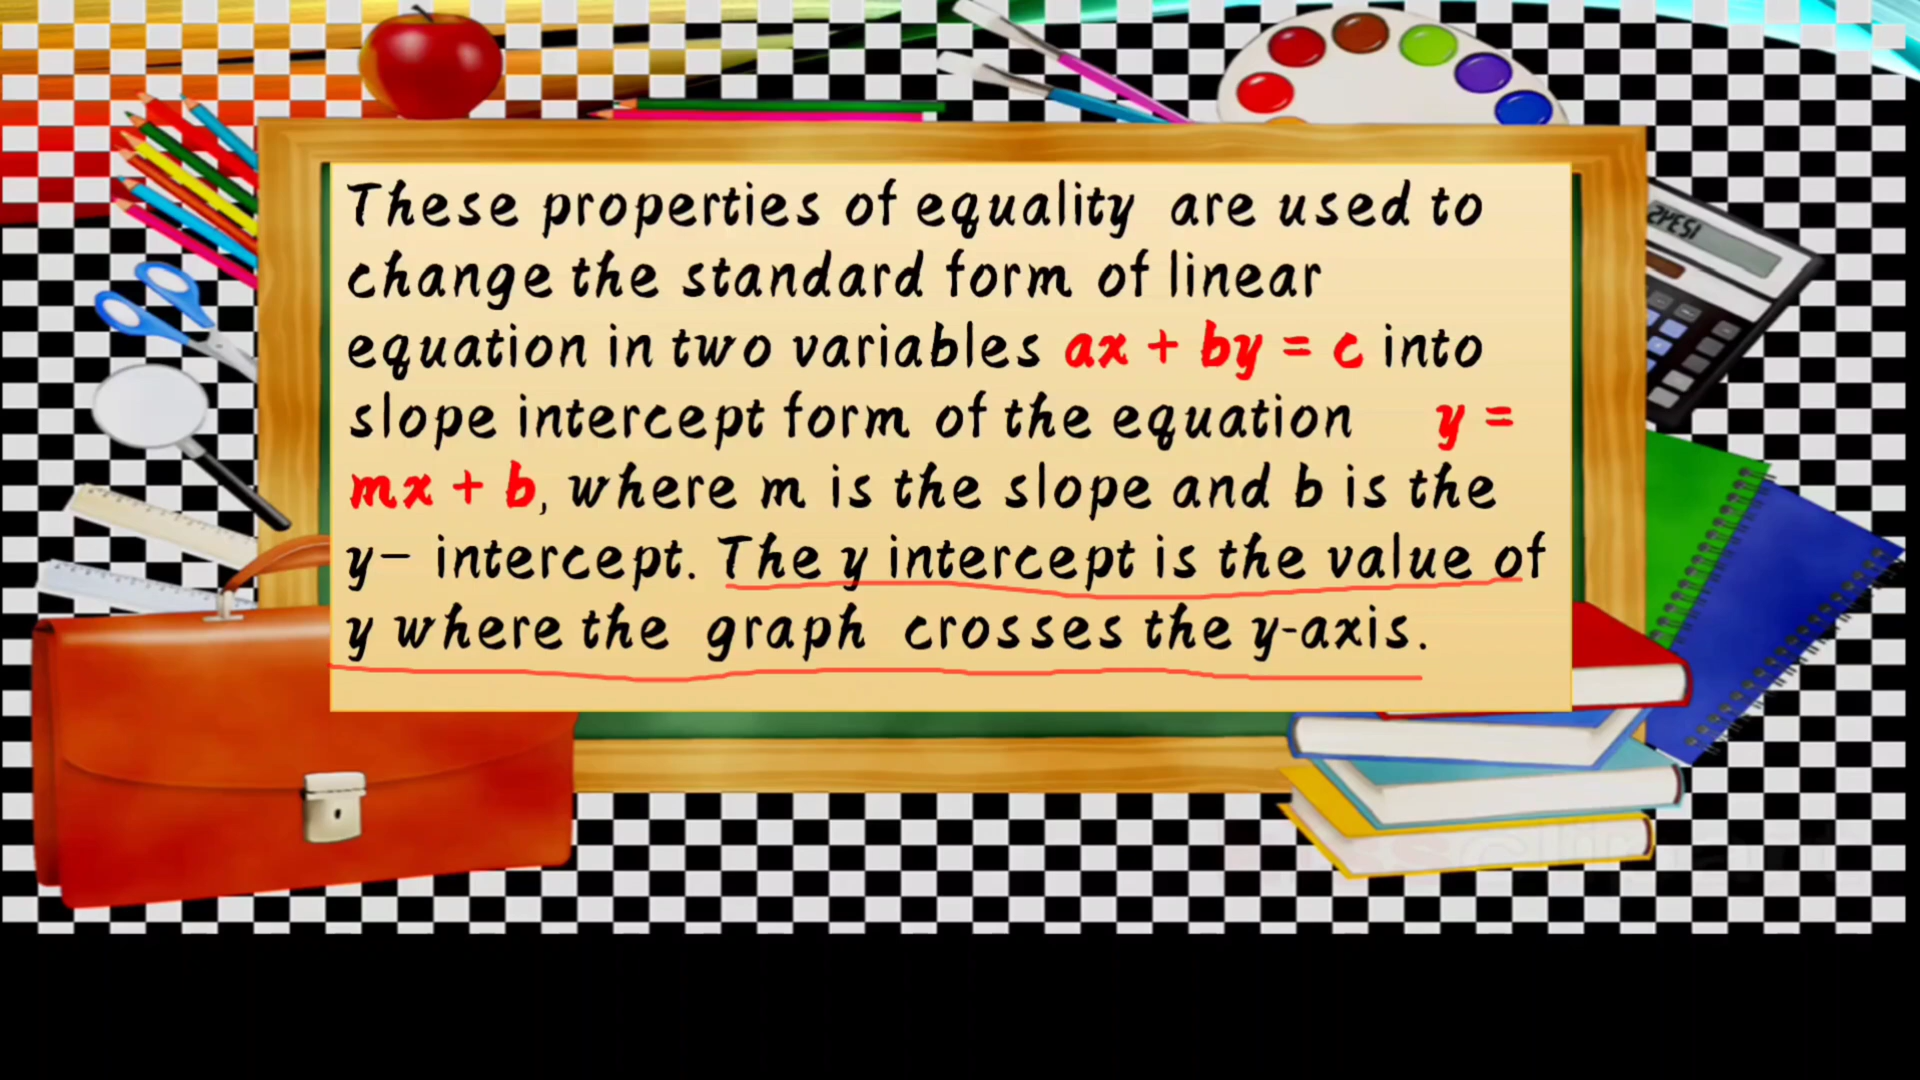 These properties of equality are used to
change the standard form of linear
equation in two variables ax + by = c into
slope intercept form of the equation y =
mx + b, where m is the slope and b is the
y– intercept. The y intercept is the value of
y where the graph crosses the y-axis.